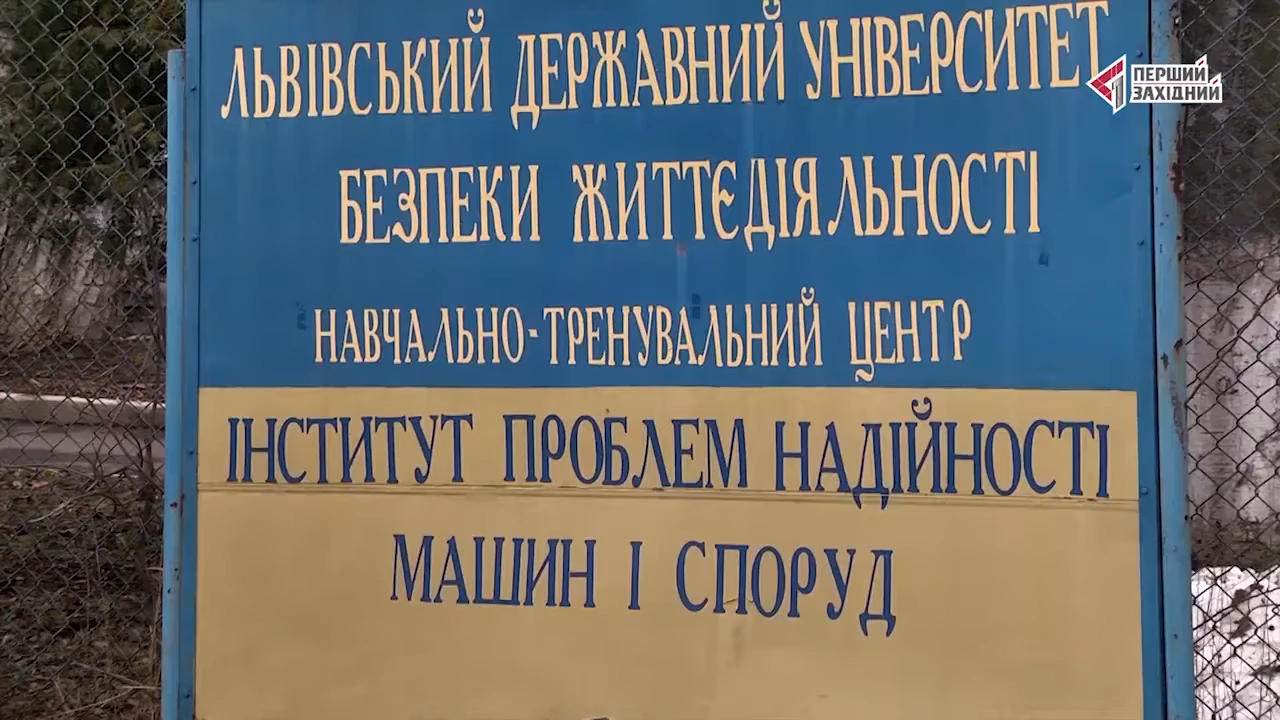 ЛЬВІВСЬКИЙ ДЕРЖАВНИЙ УНІВЕРСИТЕТ
ПЕРШИЙ
ЗАХІДНИЙ
БЕЗПЕКИ ЖИТТЄДІЯЛЬНОСТІ
НАВЧАЛЬНО-ТРЕНУВАЛЬНИЙ ЦЕНТР
ІНСТИТУТ ПРОБЛЕМ НАДІЙНОСТІ
МАШИН І СПОРУД